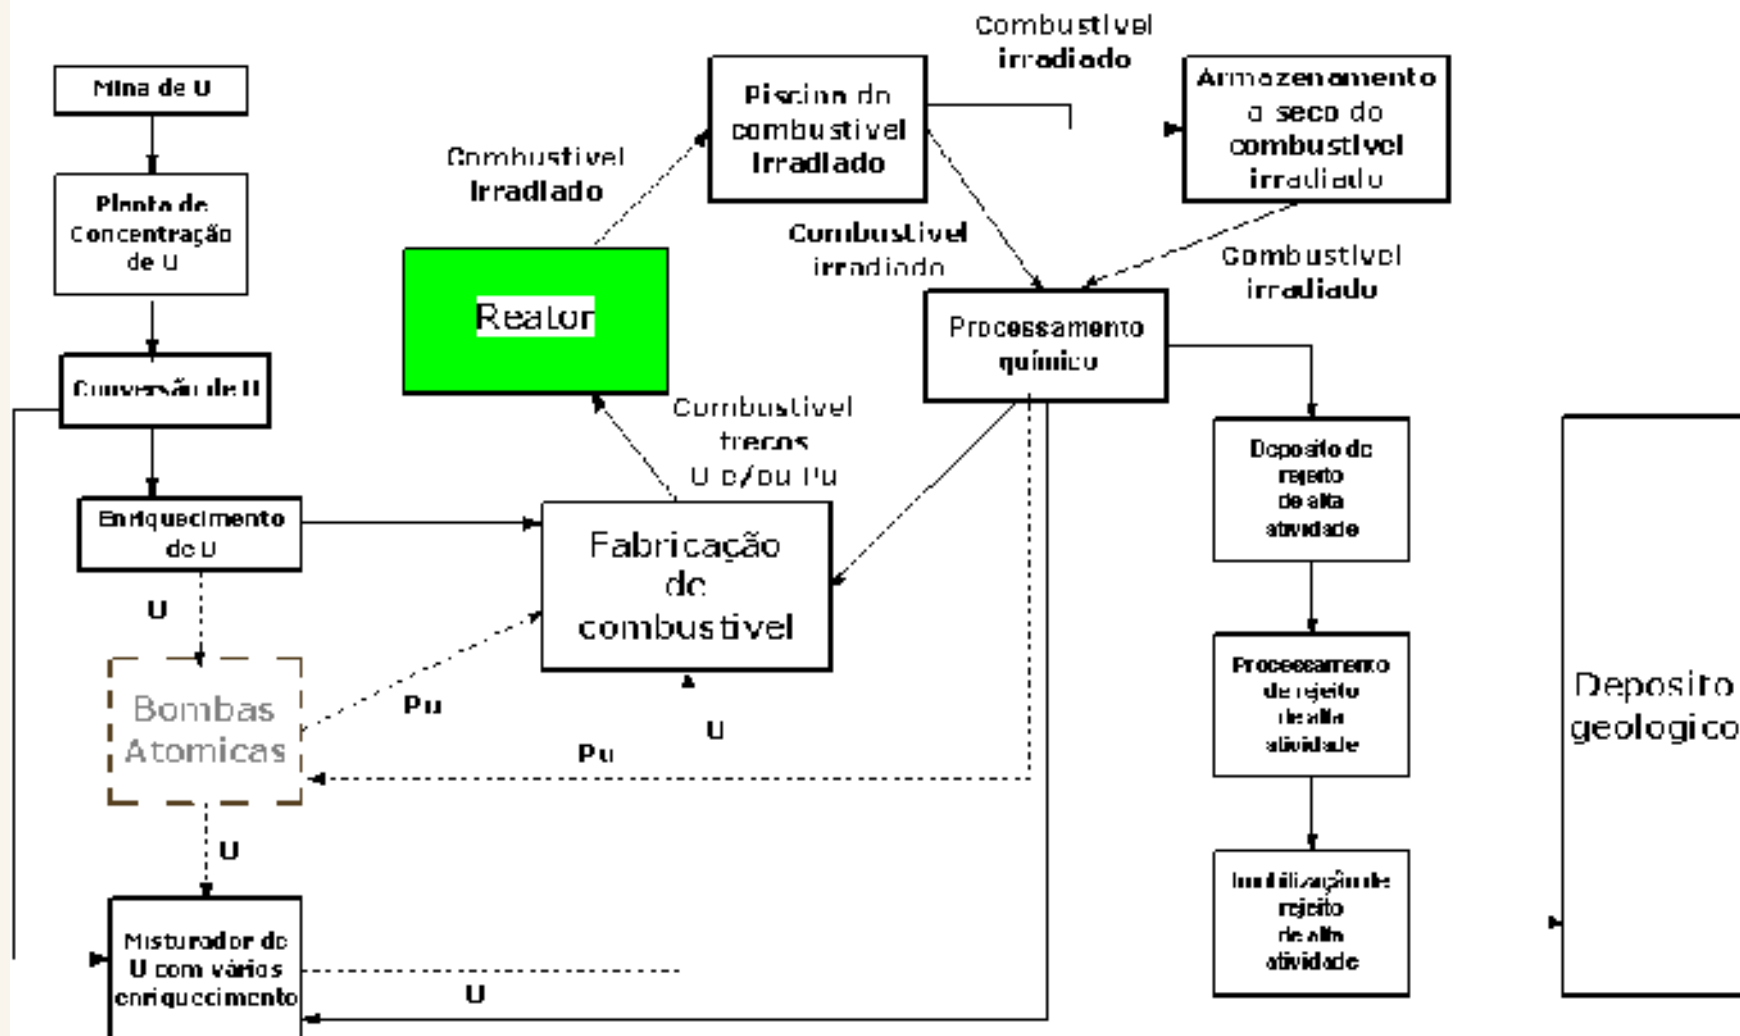 Mina de U
Planta de
Concentração
de U
Conversão de U
Enriquecimento
de U
U
Bombas
Atomicas
U
Misturador de
U com vários
enriquecimento
Combustivel
irradiado
Reator
Combustivel
trecos
U e/ou Pu
Fabricação
de
combustivel
Pu
U
Pu
U
Piscina do
combustivel
irradiado
Combustivel
irradiado
Combustivel
irradiado
Armazenamento
a seco do
combustivel
irradiado
Combustivel
irradiado
Processamento
químico
Deposito de
rejeito
de alta
atividade
Processamento
de rejeito
de alta
atividade
Imobilização de
rejeito
de alta
atividade
Deposito
geologico